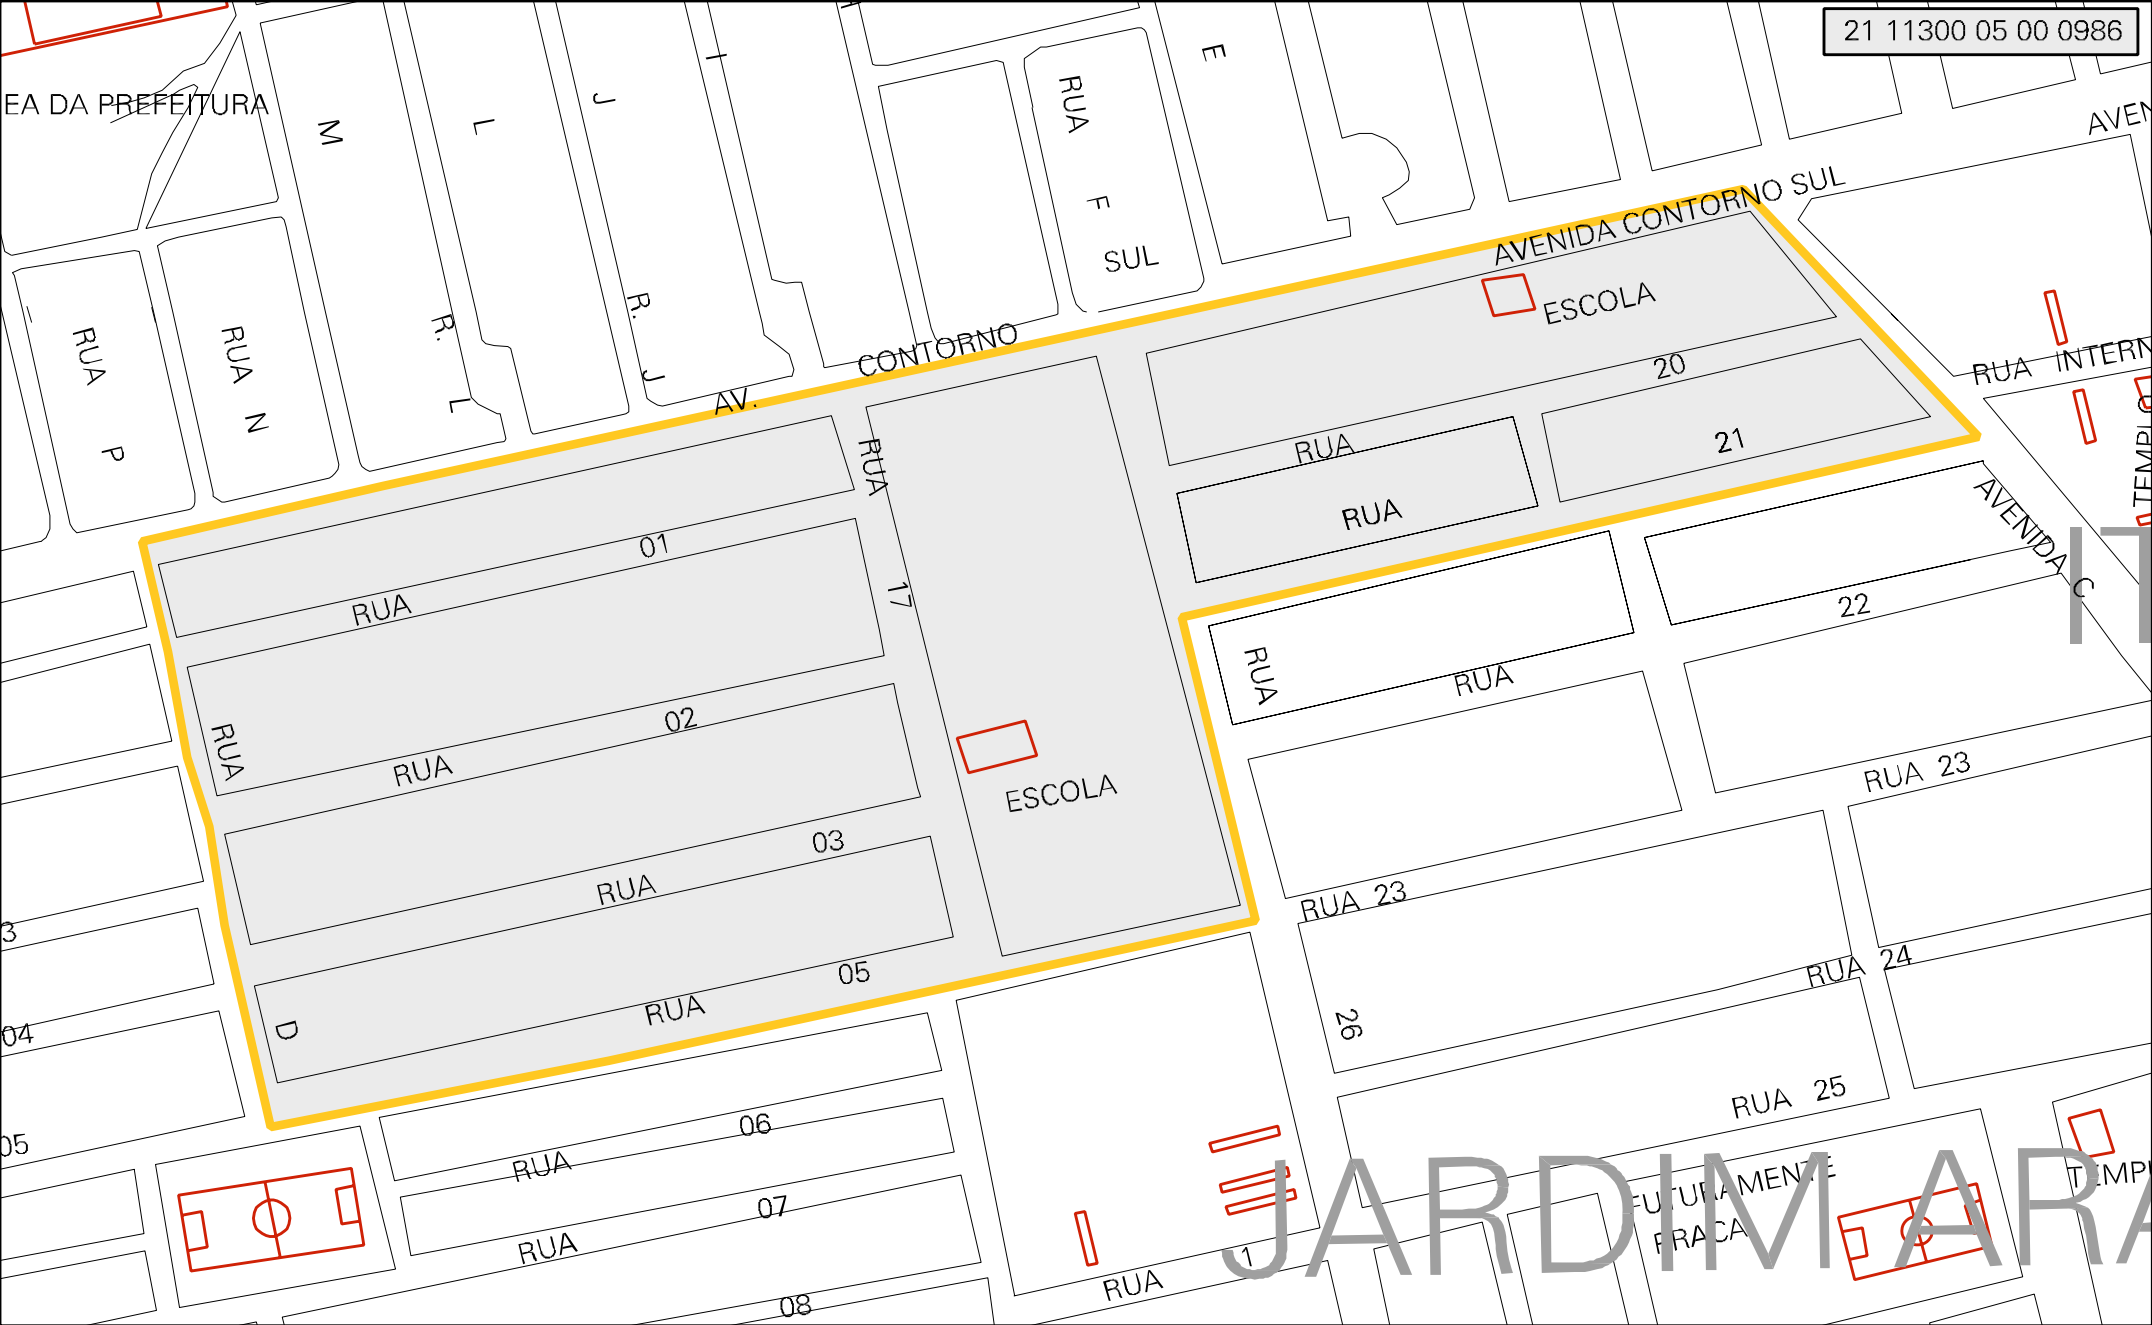 21 11300 05 00 0986
EA DA PREFEITURA
M
L
J
I
E
RUA F SUL
AVENIDA CONTORNO SUL
RUA P
RUA N
R. L
R. J
AV. CONTORNO
ESCOLA
RUA 20
RUA 21
RUA INTERN
TEMPLO
AVENIDA C
RUA 01
RUA 17
RUA 02
RUA D
RUA 03
ESCOLA
RUA 05
RUA 22
RUA 26
RUA 23
RUA 23
RUA 24
RUA 25
3
04
05
RUA 06
RUA 07
08
RUA 1
FUTURAMENTE
PRACA
JARDIM ARA
IT